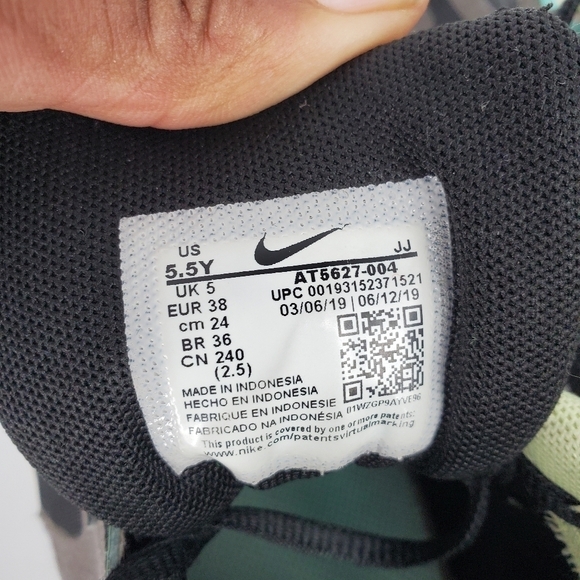 US
5.5Y
JJ
AT5627-004
UK 5
UPC 00193152371521
EUR 38
03/06/19 | 06/12/19
cm 24
BR 36
CN 240
(2.5)
MADE IN INDONESIA
HECHO EN INDONESIA
FABRIQUE EN INDONESIE
FABRICADO NA INDONÉSIA
01WZGP9AYVE96
This product is covered by one or more patents:
www.nike.com/patentsvirtualmarking